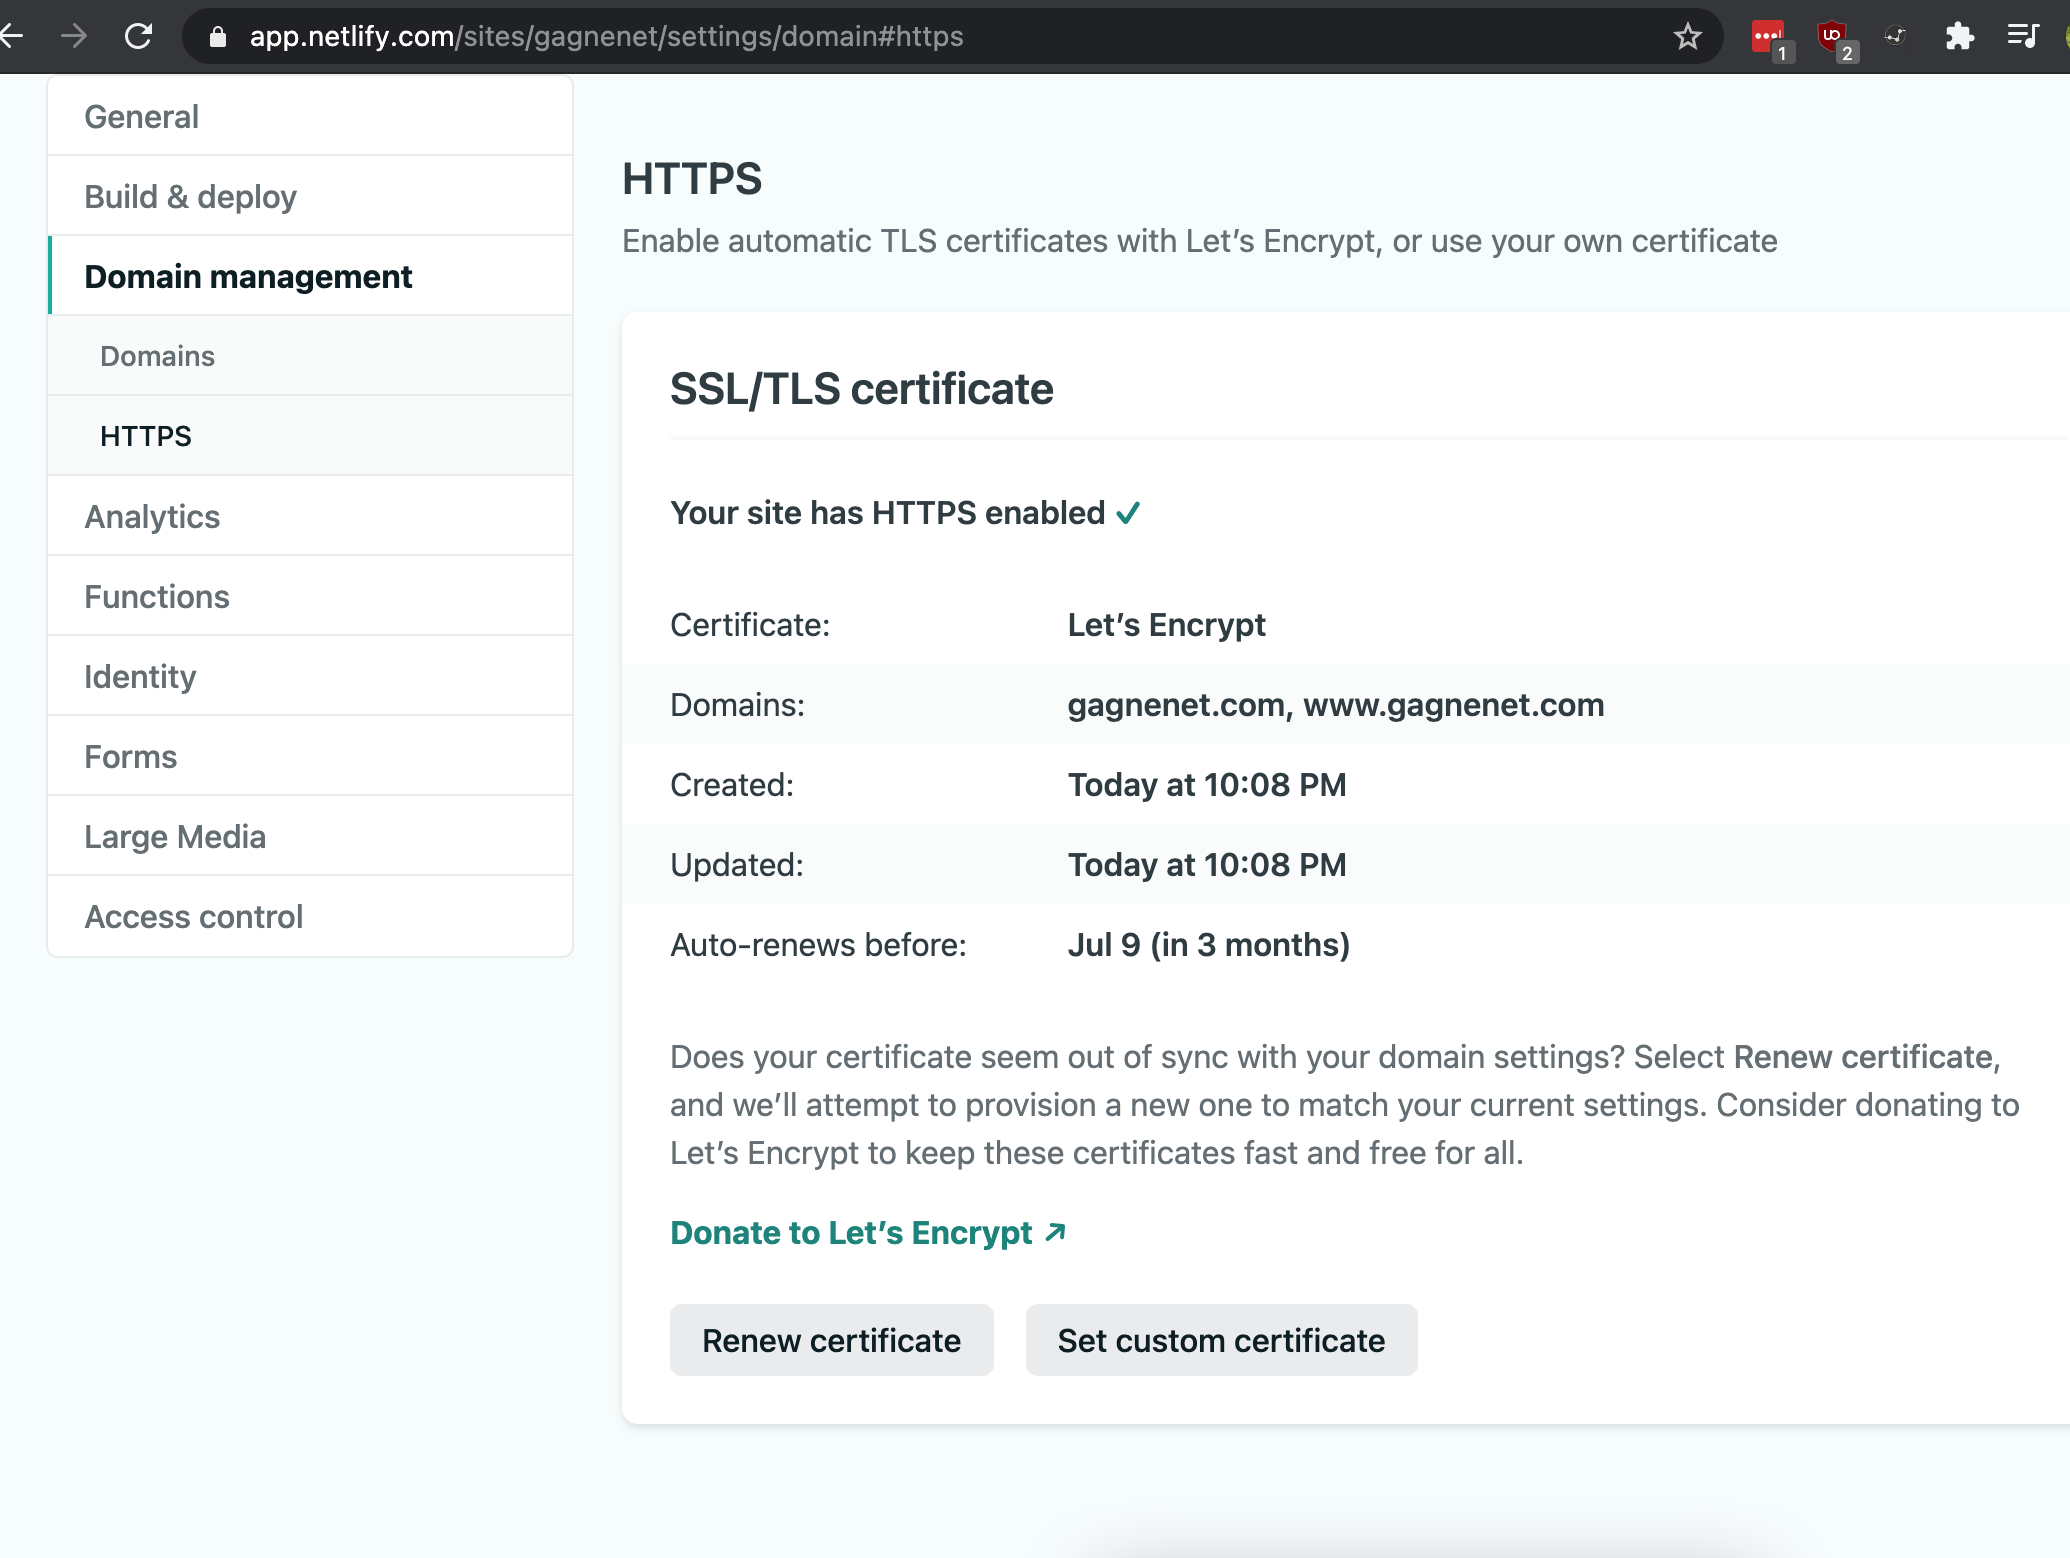 app.netlify.com/sites/gagnenet/settings/domain#https
1
UD
2
General
Build & deploy
Domain management
Domains
HTTPS
Analytics
Functions
Identity
Forms
Large Media
Access control
HTTPS
Enable automatic TLS certificates with Let’s Encrypt, or use your own certificate
SSL/TLS certificate
Your site has HTTPS enabled
Certificate: Let’s Encrypt
Domains: gagnenet.com, www.gagnenet.com
Created: Today at 10:08 PM
Updated: Today at 10:08 PM
Auto-renews before: Jul 9 (in 3 months)
Does your certificate seem out of sync with your domain settings? Select Renew certificate,
and we’ll attempt to provision a new one to match your current settings. Consider donating to
Let’s Encrypt to keep these certificates fast and free for all.
Donate to Let’s Encrypt
Renew certificate Set custom certificate